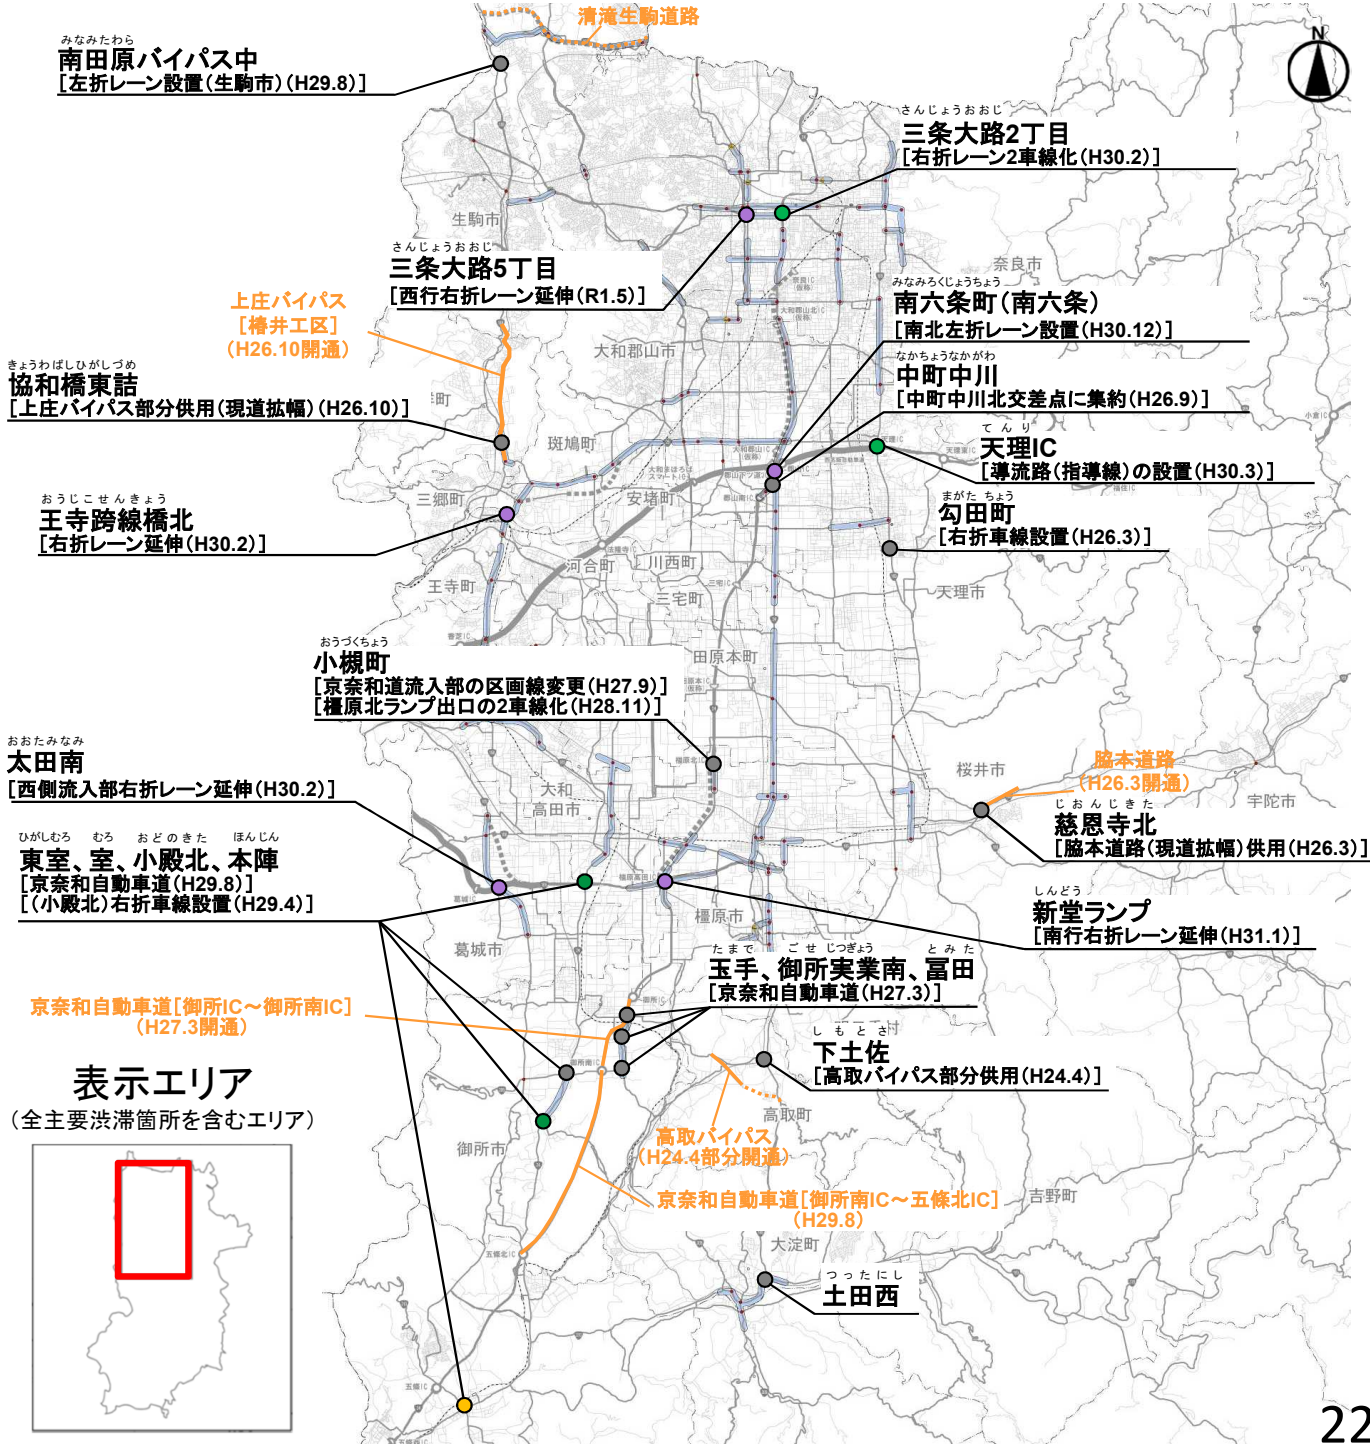 清滝生駒道路
みなみたわら
南田原バイパス中
[左折レーン設置(生駒市)(H29.8)]
N
さんじょうおおじ
三条大路2丁目
[右折レーン2車線化(H30.2)]
生駒市
さんじょうおおじ
三条大路5丁目
[西行右折レーン延伸(R1.5)]
奈良市
みなみろくじょうちょう
南六条町(南六条)
[南北左折レーン設置(H30.12)]
上庄バイパス
[椿井工区]
(H26.10開通)
大和郡山市
なかちょうなかがわ
中町中川
[中町中川北交差点に集約(H26.9)]
きょうわばしひがしづめ
協和橋東詰
[上庄バイパス部分供用(現道拡幅)(H26.10)]
町
斑鳩町
てんり
天理IC
[導流路(指導線)の設置(H30.3)]
おうじこせんきょう
王寺跨線橋北
[右折レーン延伸(H30.2)]
三郷町
安堵町
まがた ちょう
勾田町
[右折車線設置(H26.3)]
河合町
川西町
王寺町
三宅町
天理市
おうづくちょう
小槻町
[京奈和道流入部の区画線変更(H27.9)]
[橿原北ランプ出口の2車線化(H28.11)]
田原本町
おおたみなみ
太田南
[西側流入部右折レーン延伸(H30.2)]
大和
高田市
桜井市
脇本道路
(H26.3開通)
宇陀市
じおんじきた
慈恩寺北
[脇本道路(現道拡幅)供用(H26.3)]
ひがしむろ むろ おどのきた ほんじん
東室、室、小殿北、本陣
[京奈和自動車道(H29.8)]
[(小殿北)右折車線設置(H29.4)]
しんどう
新堂ランプ
[南行右折レーン延伸(H31.1)]
橿原市
葛城市
たまで ごせ じつぎょう とみた
玉手、御所実業南、冨田
[京奈和自動車道(H27.3)]
京奈和自動車道[御所IC～御所南IC]
(H27.3開通)
村
しもとさ
下土佐
[高取バイパス部分供用(H24.4)]
表示エリア
(全主要渋滞箇所を含むエリア)
高取町
御所市
高取バイパス
(H24.4部分開通)
京奈和自動車道[御所南IC～五條北IC]
(H29.8)
吉野町
大淀町
つったにし
土田西
22